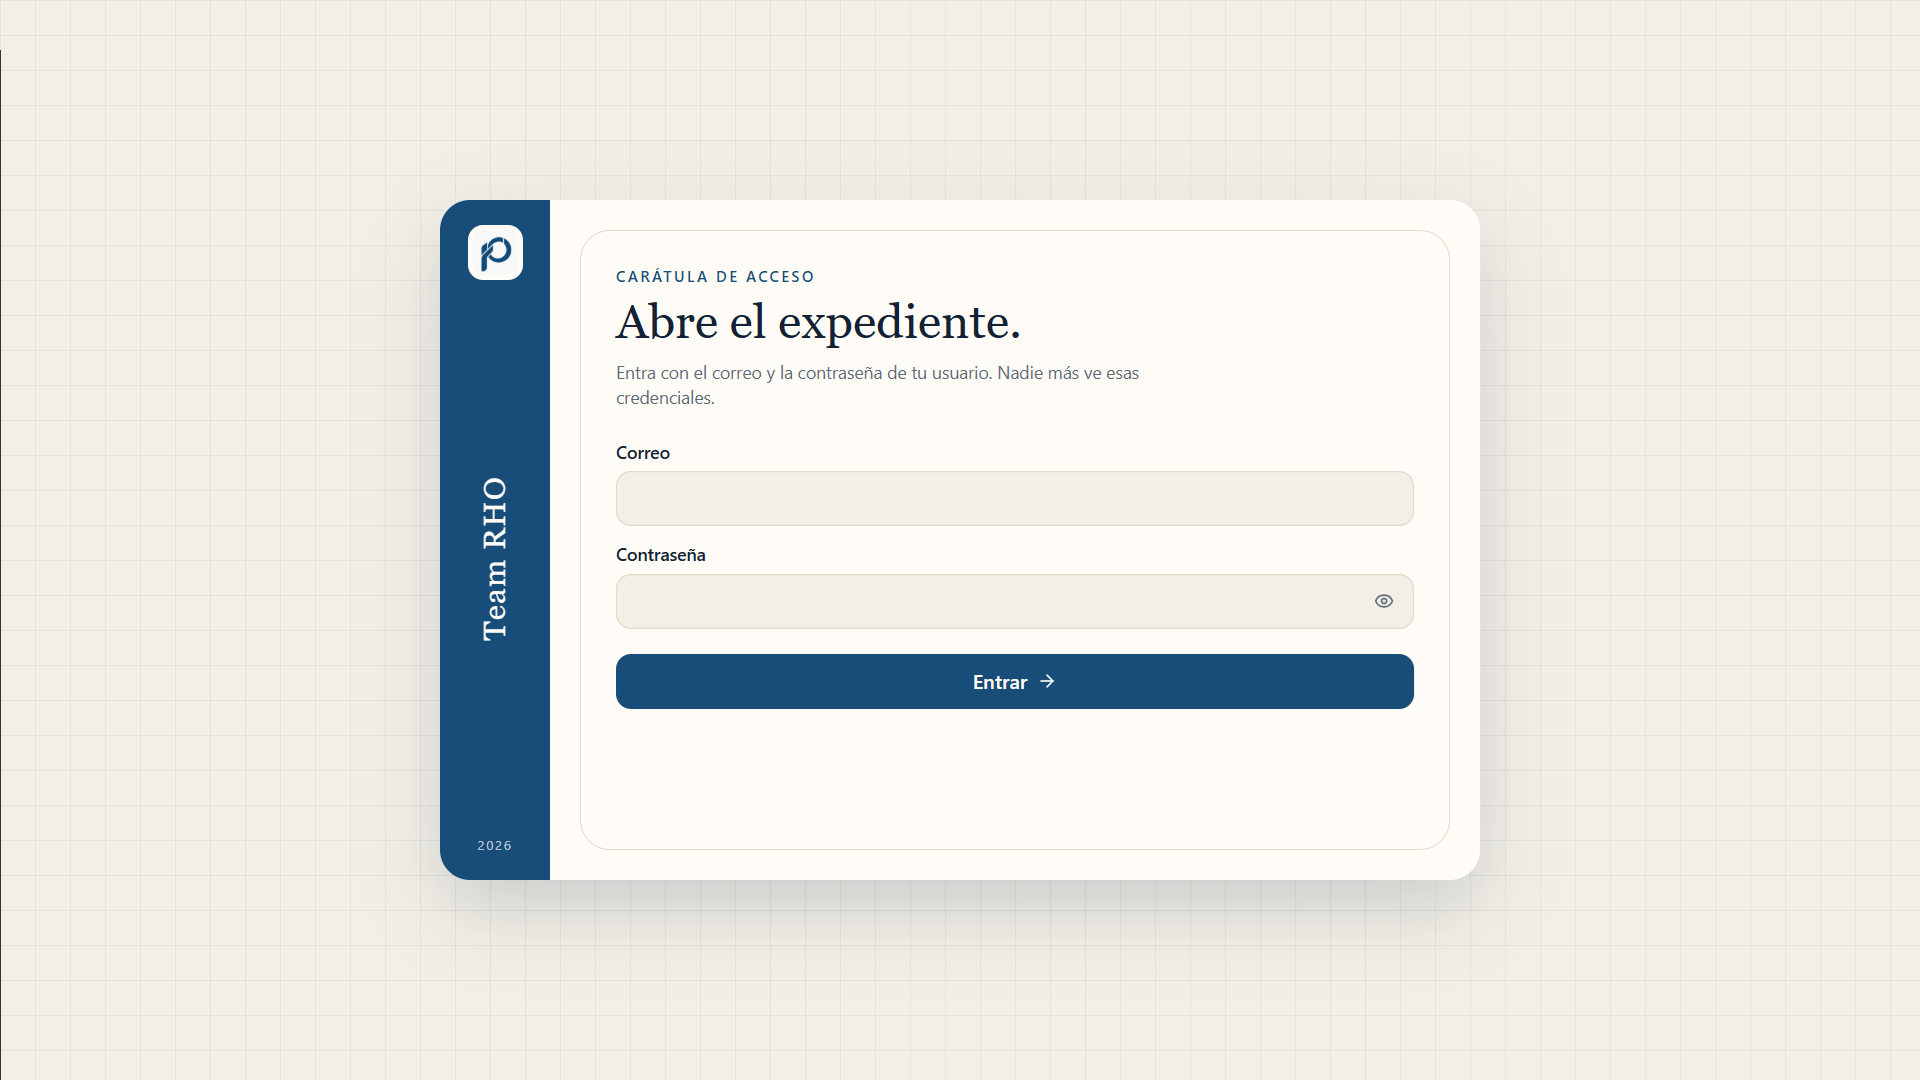 Team RHO
2026
CARÁTULA DE ACCESO
Abre el expediente.
Entra con el correo y la contraseña de tu usuario. Nadie más ve esas
credenciales.
Correo
Contraseña
Entrar